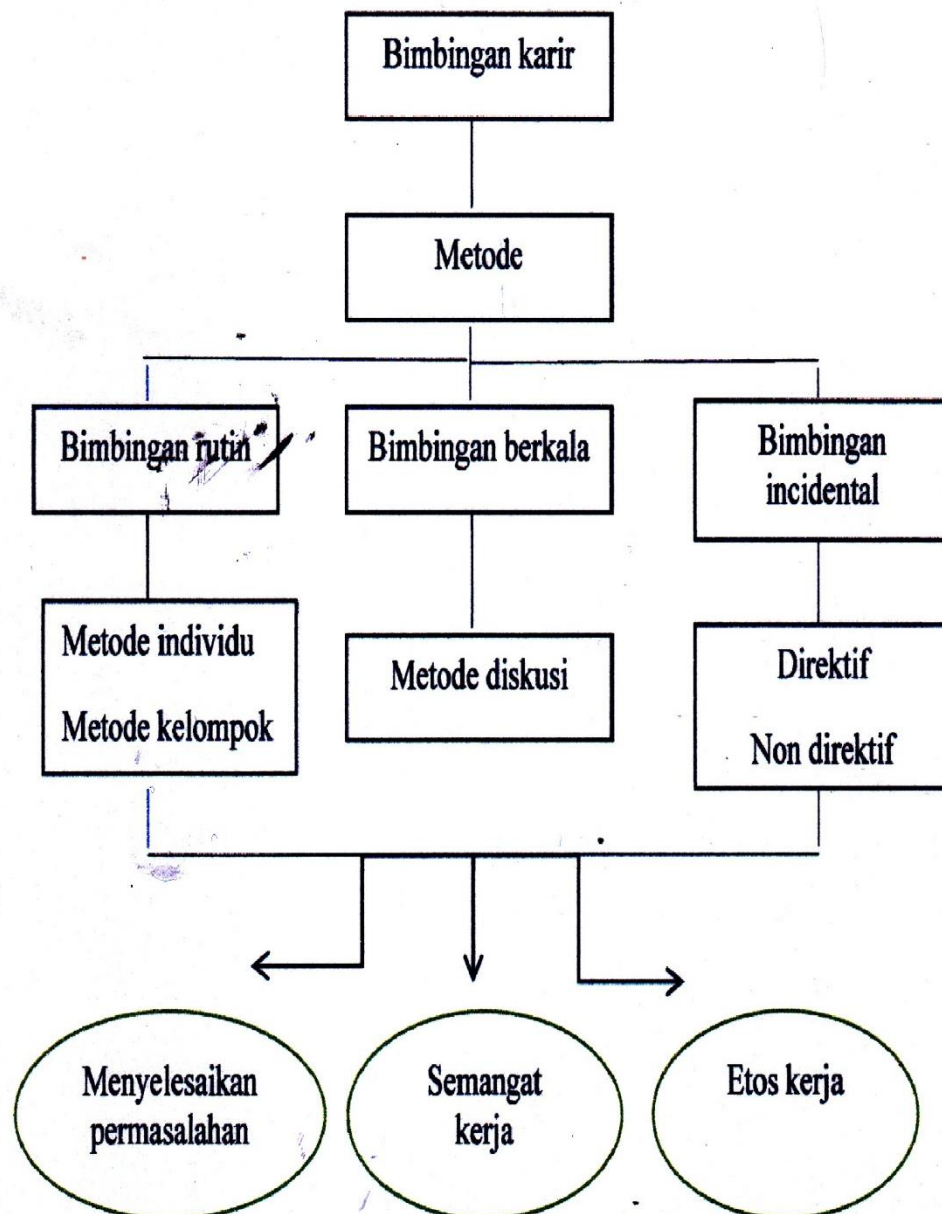 Bimbingan karir
Metode
Bimbingan rutin
Bimbingan berkala
Bimbingan
incidental
Metode individu
Metode kelompok
Metode diskusi
Direktif
Non direktif
Menyelesaikan
permasalahan
Semangat
kerja
Etos kerja